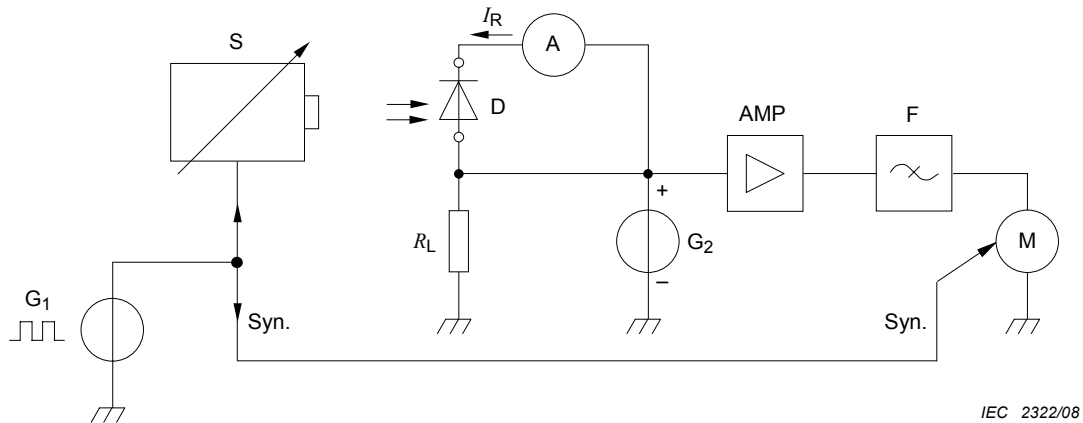 S
I_R
A
D
AMP
F
+
R_L
G_2
M
−
G_1
Syn.
Syn.
IEC 2322/08